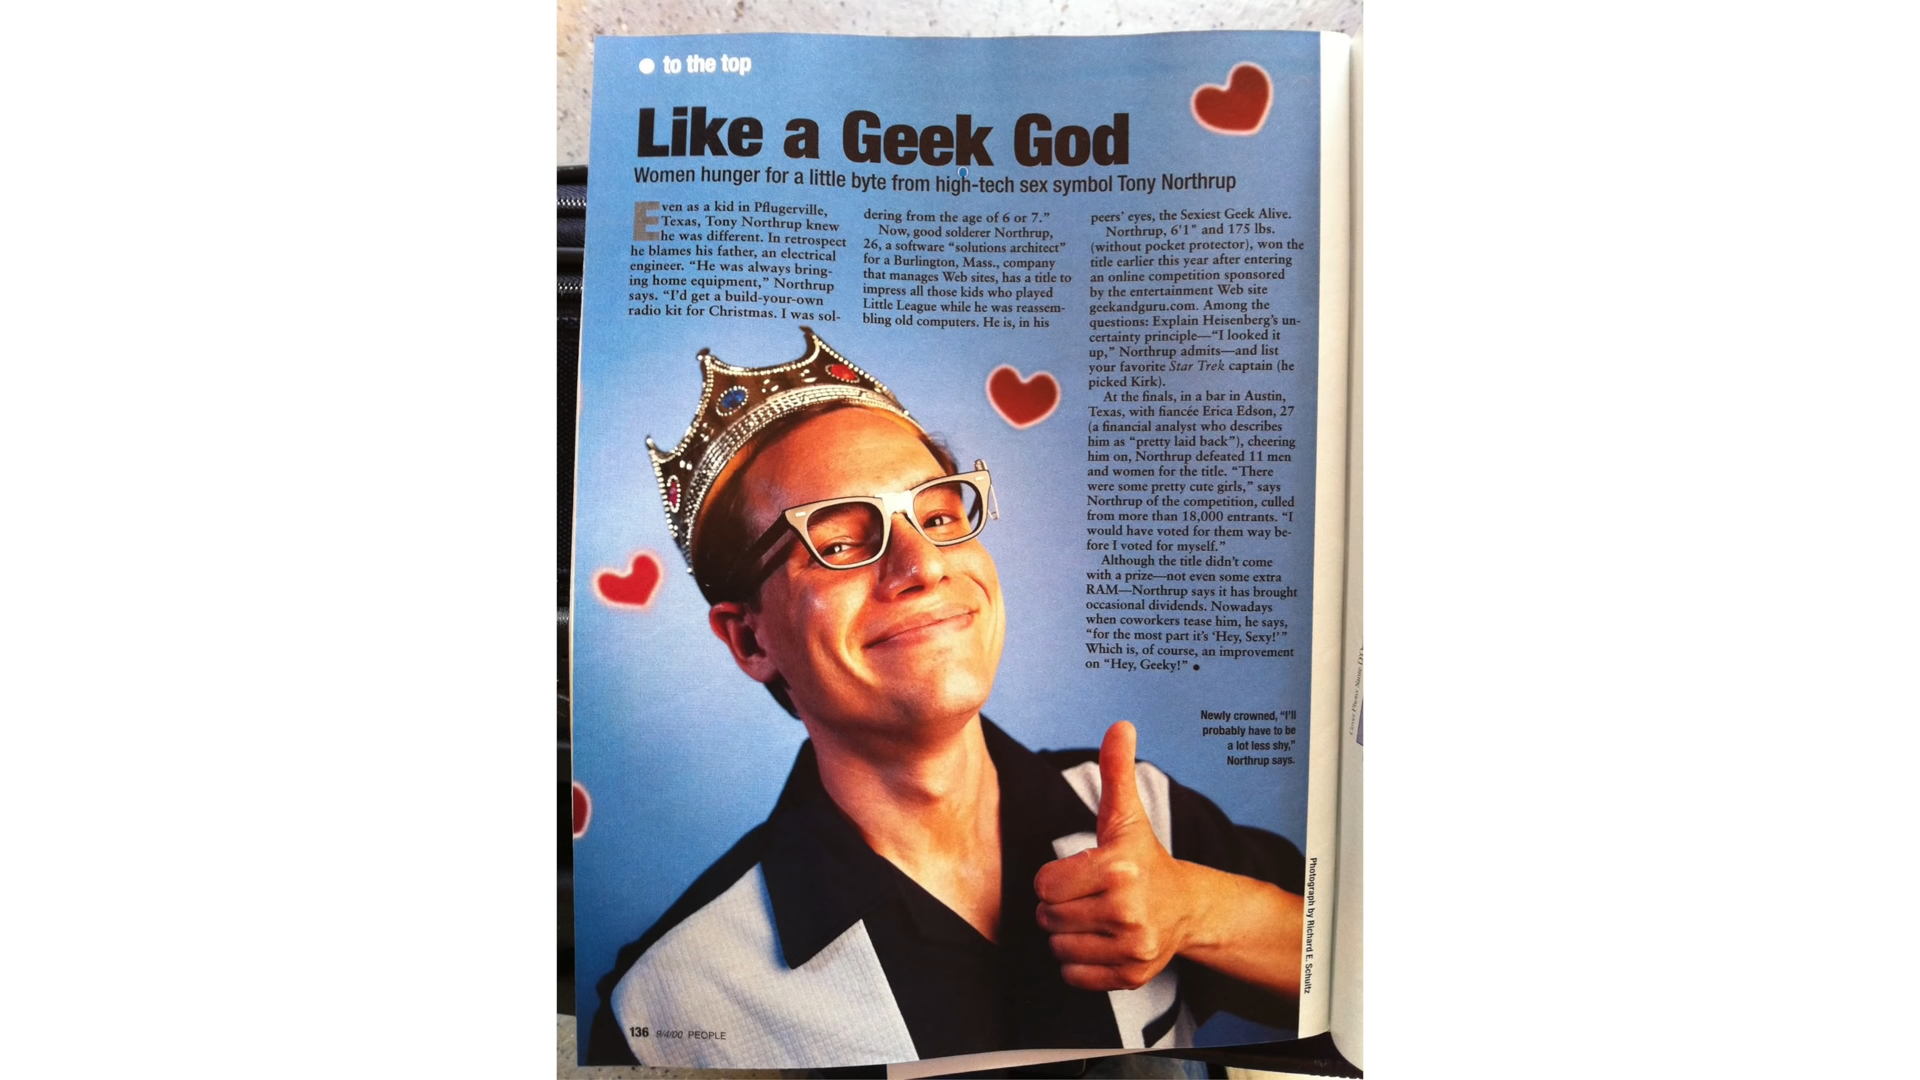 to the top
Like a Geek God
Women hunger for a little byte from high-tech sex symbol Tony Northrup
Even as a kid in Pflugerville,
Texas, Tony Northrup knew
he was different. In retrospect
he blames his father, an electrical
engineer. “He was always bring-
ing home equipment,” Northrup
says. “I’d get a build-your-own
radio kit for Christmas. I was sol-
dering from the age of 6 or 7.”
Now, good solderer Northrup,
26, a software “solutions architect”
for a Burlington, Mass., company
that manages Web sites, has a title to
impress all those kids who played
Little League while he was reassem-
bling old computers. He is, in his
peers’ eyes, the Sexiest Geek Alive.
Northrup, 6’1” and 175 lbs.
(without pocket protector), won the
title earlier this year after entering
an online competition sponsored
by the entertainment Web site
geekandguru.com. Among the
questions: Explain Heisenberg’s un-
certainty principle—“I looked it
up,” Northrup admits—and list
your favorite Star Trek captain (he
picked Kirk).
At the finals, in a bar in Austin,
Texas, with fiancée Erica Edson, 27
(a financial analyst who describes
him as “pretty laid back”), cheering
him on, Northrup defeated 11 men
and women for the title. “There
were some pretty cute girls,” says
Northrup of the competition, culled
from more than 18,000 entrants. “I
would have voted for them way be-
fore I voted for myself.”
Although the title didn’t come
with a prize—not even some extra
RAM—Northrup says it has brought
occasional dividends. Nowadays
when coworkers tease him, he says,
“for the most part it’s ‘Hey, Sexy!’”
Which is, of course, an improvement
on “Hey, Geeky!”
Newly crowned, “I’ll
probably have to be
a lot less shy,”
Northrup says.
Photograph by Richard E. Schultz
136 9/4/00 PEOPLE